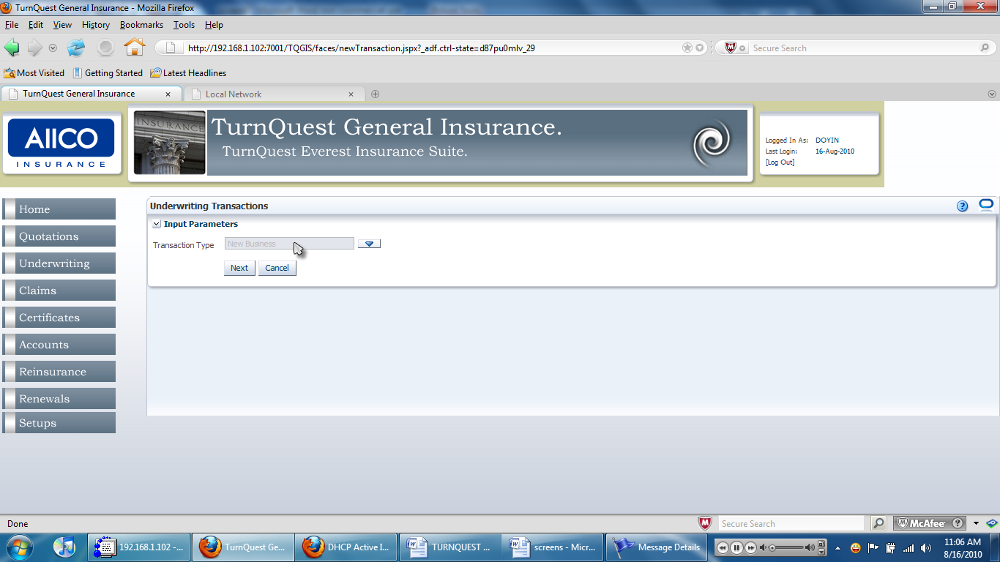 TurnQuest General Insurance - Mozilla Firefox
File Edit View History Bookmarks Tools Help
http://192.168.1.102:7001/TQGIS/faces/newTransaction.jspx?_adf.ctrl-state=d87pu0mlv_29
Secure Search
Most Visited Getting Started Latest Headlines
TurnQuest General Insurance
Local Network
AIICO
INSURANCE
INSURANCE
TurnQuest General Insurance.
TurnQuest Everest Insurance Suite.
Logged In As: DOYIN
Last Login: 16-Aug-2010
[Log Out]
Home
Quotations
Underwriting
Claims
Certificates
Accounts
Reinsurance
Renewals
Setups
Underwriting Transactions
Input Parameters
Transaction Type New Business
Next Cancel
Done
Secure Search
McAfee
192.168.1.102 -...
TurnQuest Ge...
DHCP Active I...
TURNQUEST ...
screens - Micr...
Message Details
11:06 AM
8/16/2010